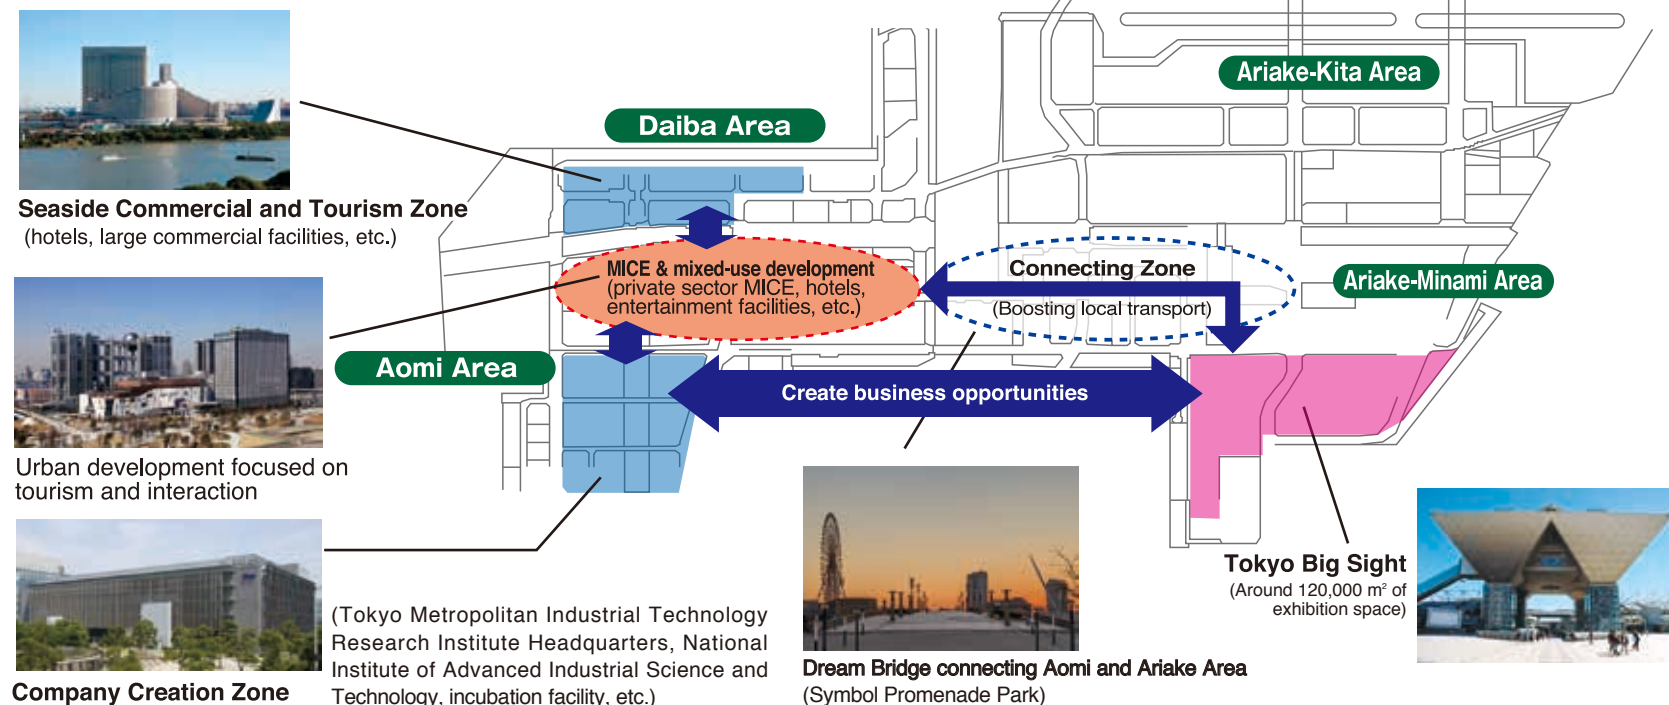 Ariake-Kita Area
Daiba Area
Seaside Commercial and Tourism Zone
(hotels, large commercial facilities, etc.)
MICE & mixed-use development
(private sector MICE, hotels,
entertainment facilities, etc.)
Connecting Zone
(Boosting local transport)
Ariake-Minami Area
Aomi Area
Create business opportunities
Urban development focused on
tourism and interaction
Tokyo Big Sight
(Around 120,000 m² of
exhibition space)
(Tokyo Metropolitan Industrial Technology
Research Institute Headquarters, National
Institute of Advanced Industrial Science and
Technology, incubation facility, etc.)
Company Creation Zone
Dream Bridge connecting Aomi and Ariake Area
(Symbol Promenade Park)